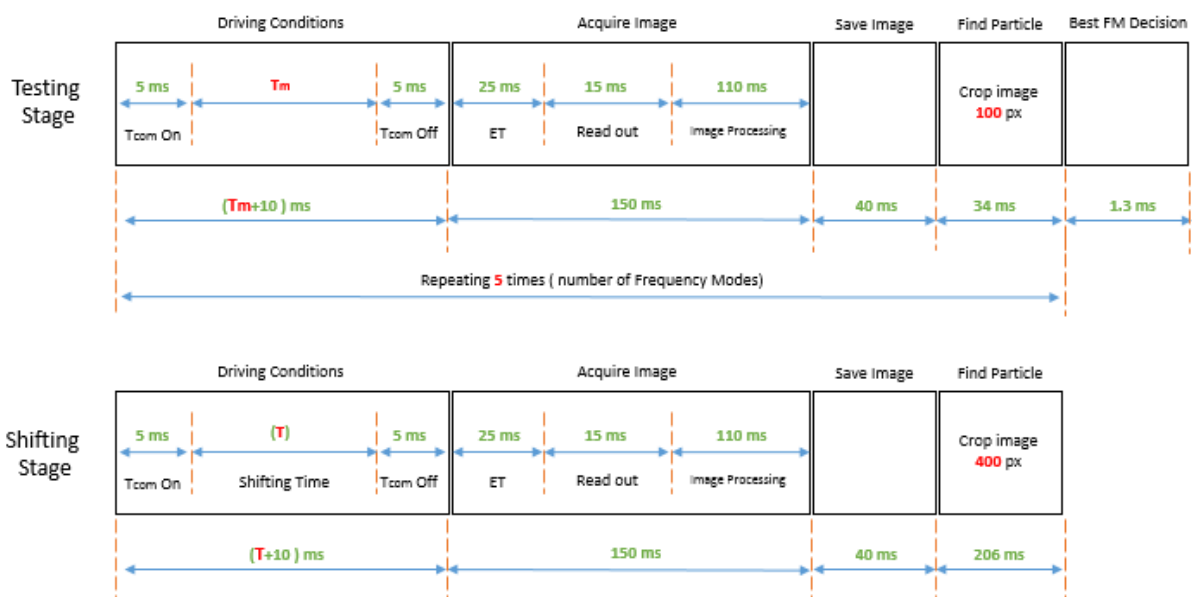 Driving Conditions
Acquire Image
Save Image
Find Particle
Best FM Decision
Testing
Stage
5 ms
Tm
5 ms
25 ms
15 ms
110 ms
Crop image
100 px
Tcom On
Tcom Off
ET
Read out
Image Processing
(Tm+10 ) ms
150 ms
40 ms
34 ms
1.3 ms
Repeating 5 times ( number of Frequency Modes)
Driving Conditions
Acquire Image
Save Image
Find Particle
Shifting
Stage
5 ms
(T)
5 ms
25 ms
15 ms
110 ms
Crop image
400 px
Tcom On
Shifting Time
Tcom Off
ET
Read out
Image Processing
(T+10 ) ms
150 ms
40 ms
206 ms